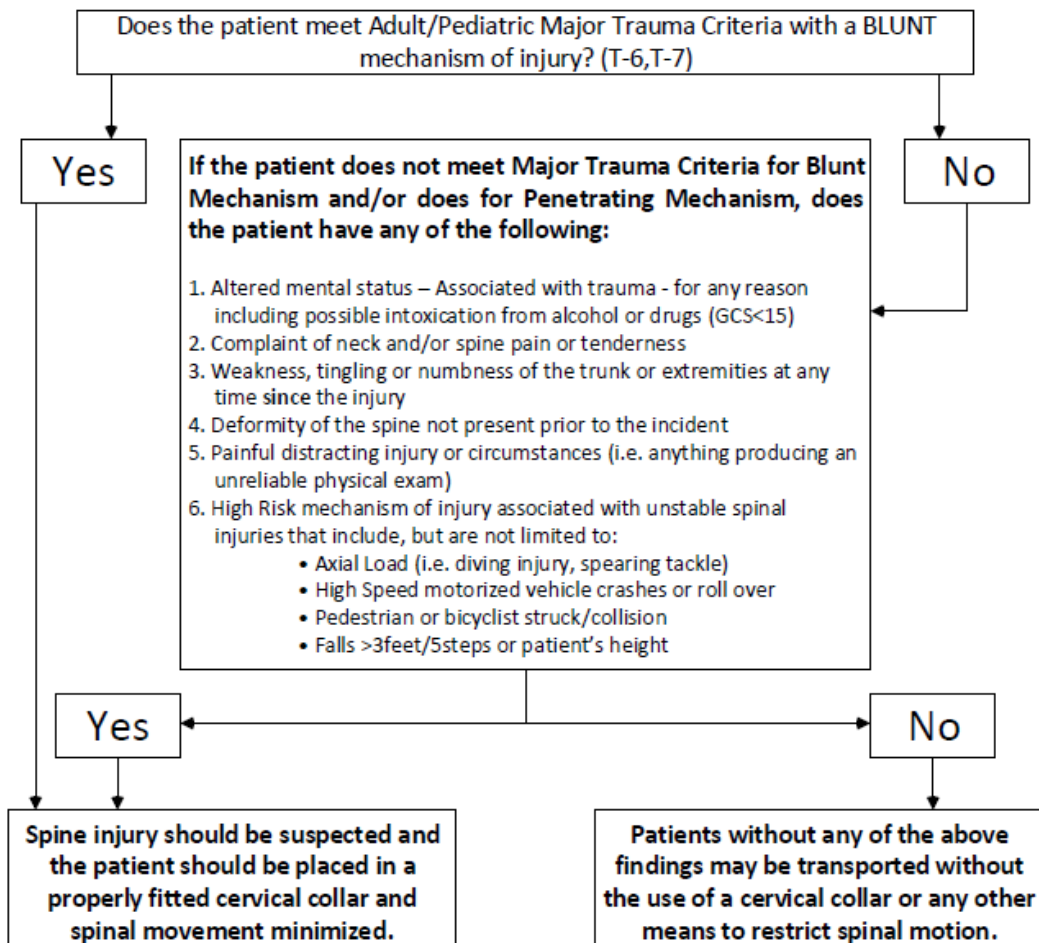 Does the patient meet Adult/Pediatric Major Trauma Criteria with a BLUNT
mechanism of injury? (T-6,T-7)
Yes
No
If the patient does not meet Major Trauma Criteria for Blunt
Mechanism and/or does for Penetrating Mechanism, does
the patient have any of the following:
1. Altered mental status – Associated with trauma - for any reason
including possible intoxication from alcohol or drugs (GCS<15)
2. Complaint of neck and/or spine pain or tenderness
3. Weakness, tingling or numbness of the trunk or extremities at any
time since the injury
4. Deformity of the spine not present prior to the incident
5. Painful distracting injury or circumstances (i.e. anything producing an
unreliable physical exam)
6. High Risk mechanism of injury associated with unstable spinal
injuries that include, but are not limited to:
• Axial Load (i.e. diving injury, spearing tackle)
• High Speed motorized vehicle crashes or roll over
• Pedestrian or bicyclist struck/collision
• Falls >3feet/5steps or patient's height
Yes
No
Spine injury should be suspected and
the patient should be placed in a
properly fitted cervical collar and
spinal movement minimized.
Patients without any of the above
findings may be transported without
the use of a cervical collar or any other
means to restrict spinal motion.